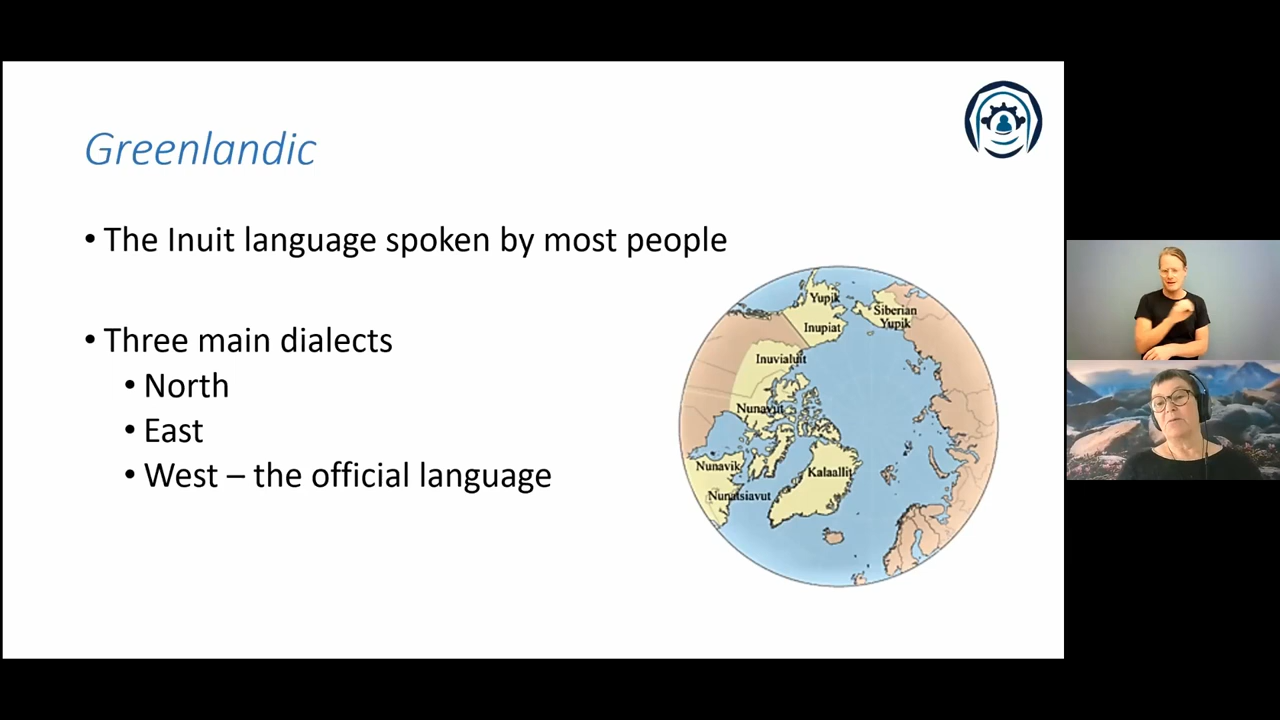 Greenlandic
• The Inuit language spoken by most people
• Three main dialects
• North
• East
• West – the official language
Yupik
Siberian
Yupik
Inupiat
Inuvialuit
Nunavut
Nunavik
Kalaallit
Nunatsiavut